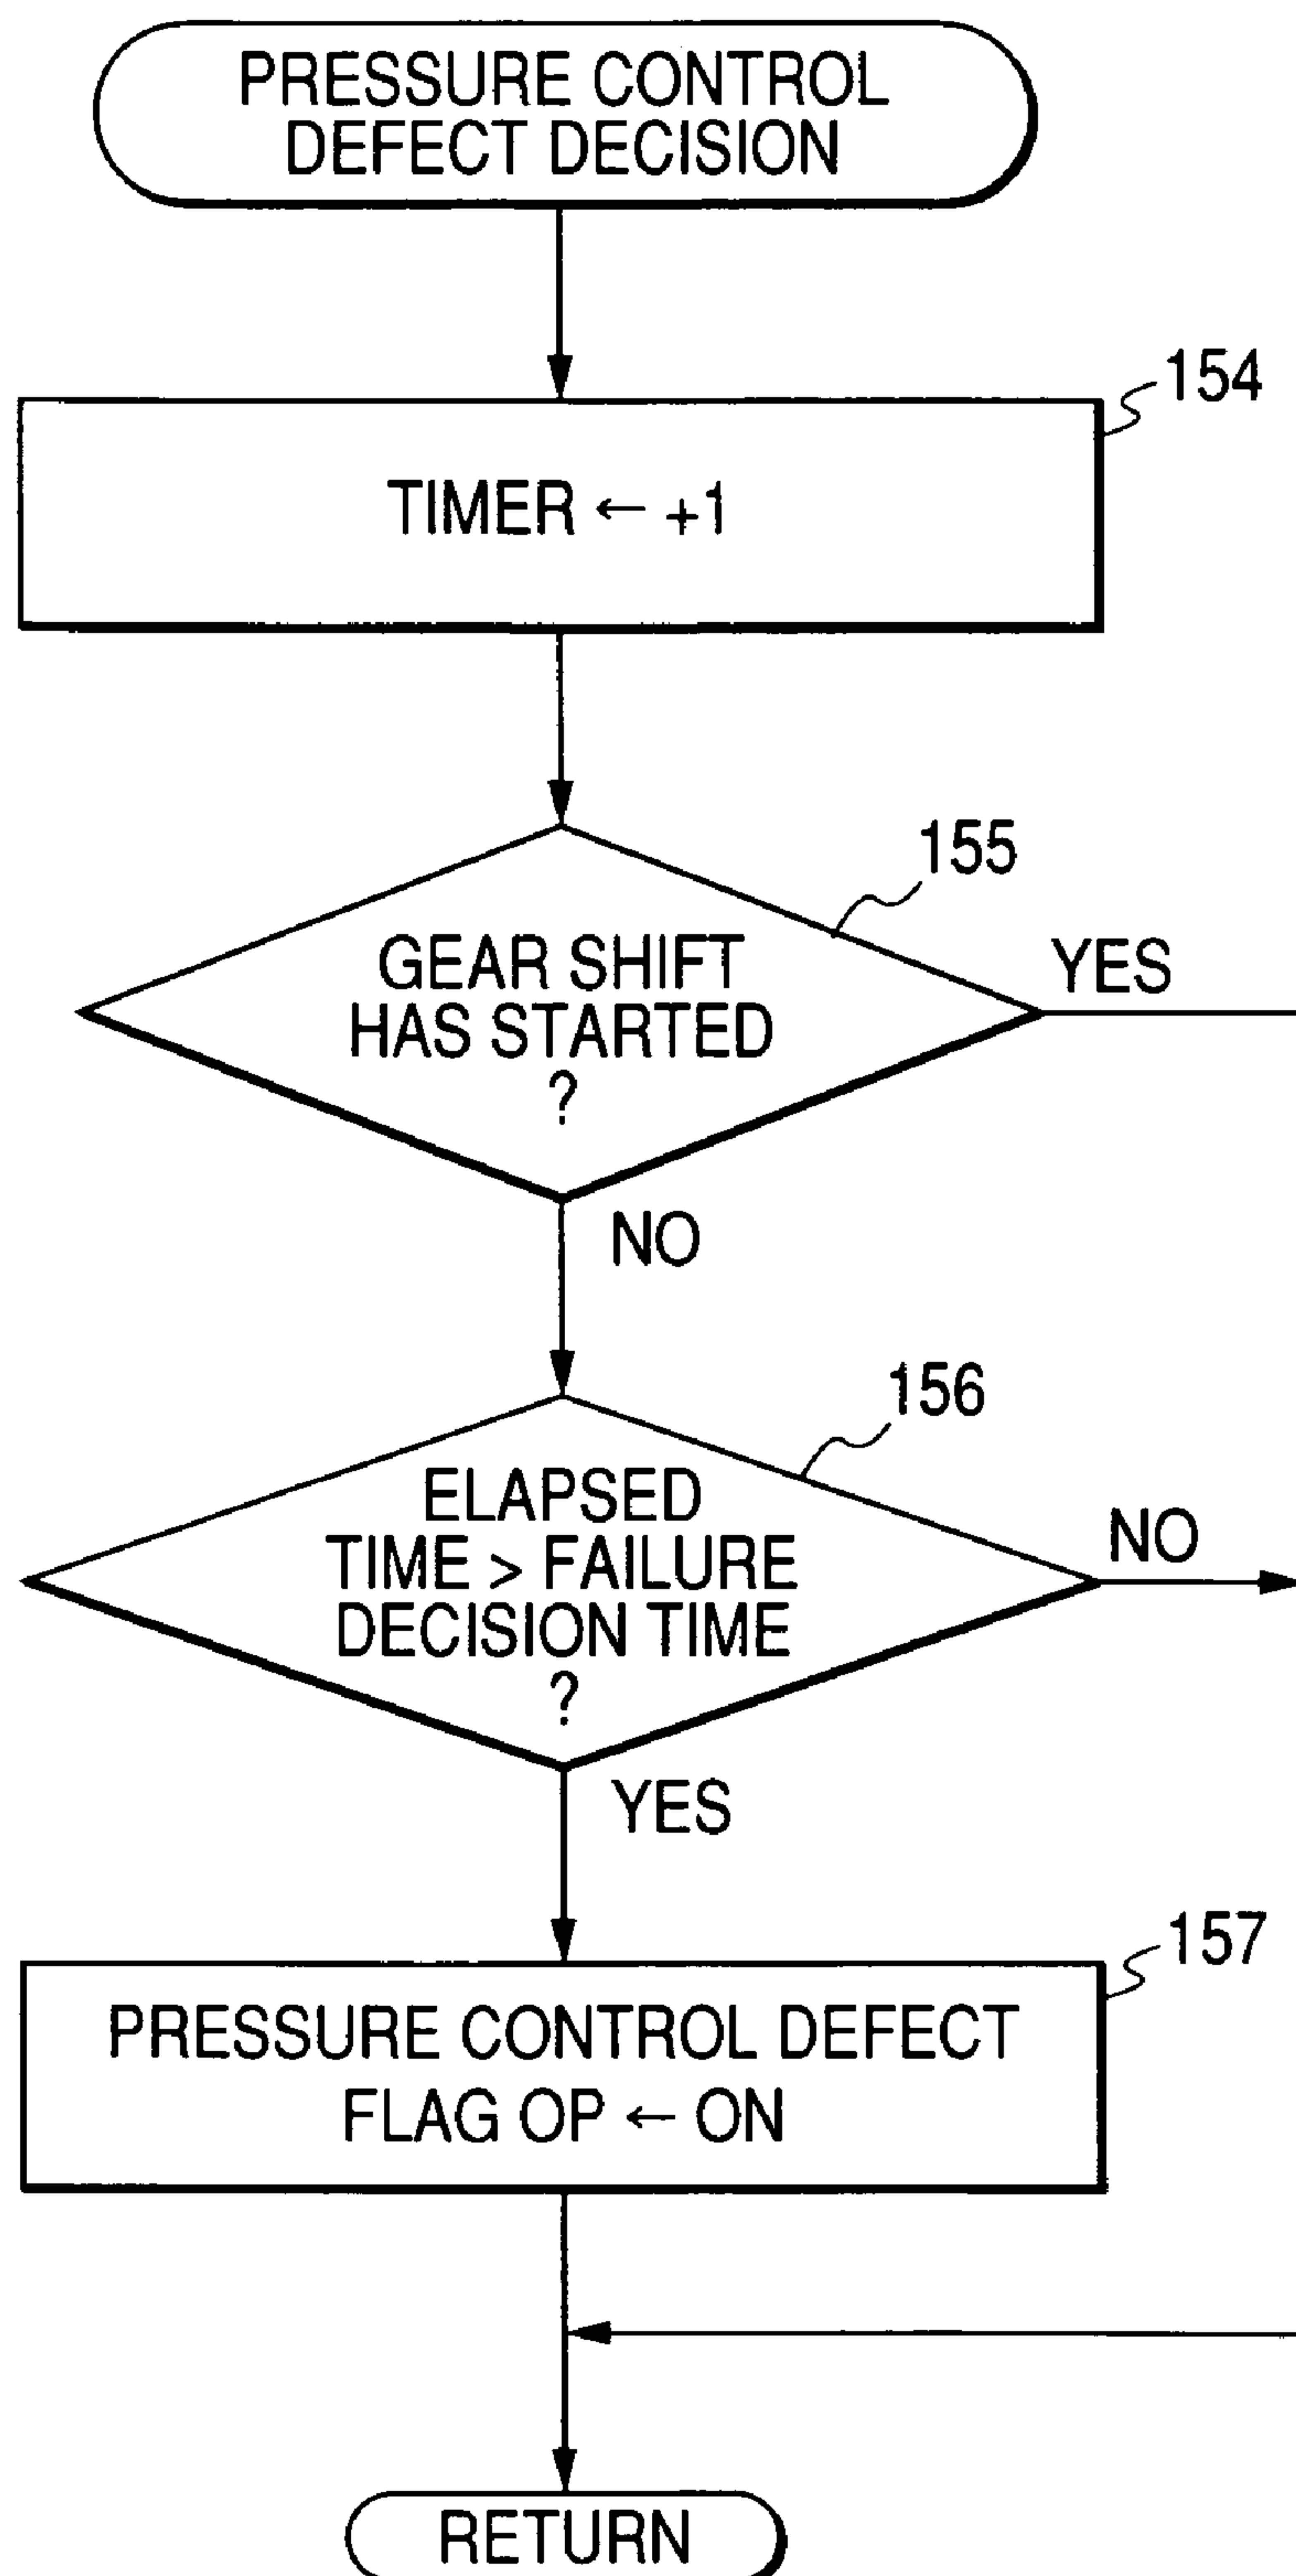 PRESSURE CONTROL
DEFECT DECISION
154
TIMER ← +1
155
GEAR SHIFT
HAS STARTED
?
YES
NO
156
ELAPSED
TIME > FAILURE
DECISION TIME
?
NO
YES
157
PRESSURE CONTROL DEFECT
FLAG OP ← ON
RETURN